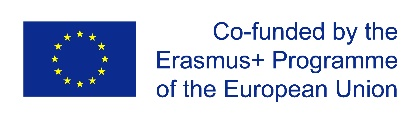 Co-funded by the
Erasmus+ Programme
of the European Union